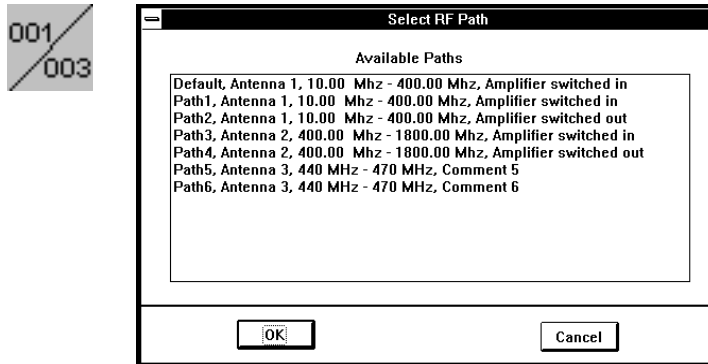 001/
003
Select RF Path
Available Paths
Default, Antenna 1, 10.00  Mhz - 400.00 Mhz, Amplifier switched in
Path1, Antenna 1, 10.00  Mhz - 400.00 Mhz, Amplifier switched in
Path2, Antenna 1, 10.00  Mhz - 400.00 Mhz, Amplifier switched out
Path3, Antenna 2, 400.00  Mhz - 1800.00 Mhz, Amplifier switched in
Path4, Antenna 2, 400.00  Mhz - 1800.00 Mhz, Amplifier switched out
Path5, Antenna 3, 440 MHz - 470 MHz, Comment 5
Path6, Antenna 3, 440 MHz - 470 MHz, Comment 6
OK
Cancel